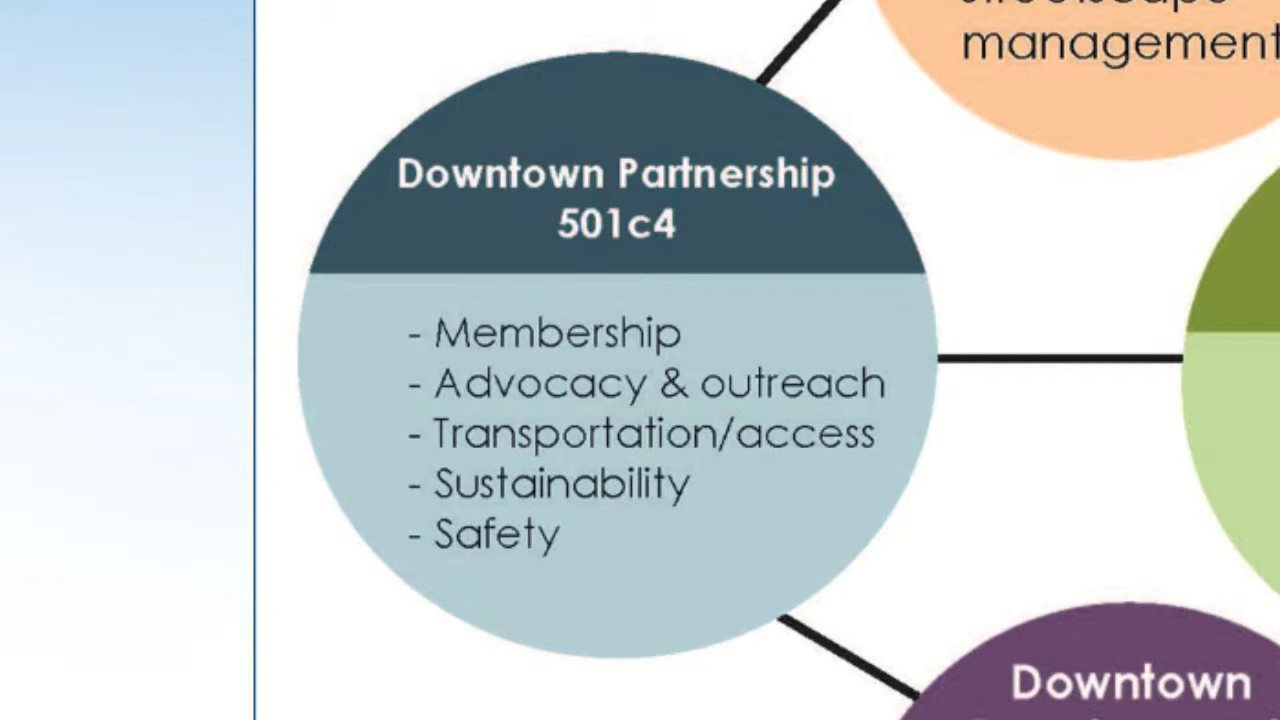 management
Downtown Partnership
501c4
- Membership
- Advocacy & outreach
- Transportation/access
- Sustainability
- Safety
Downtown